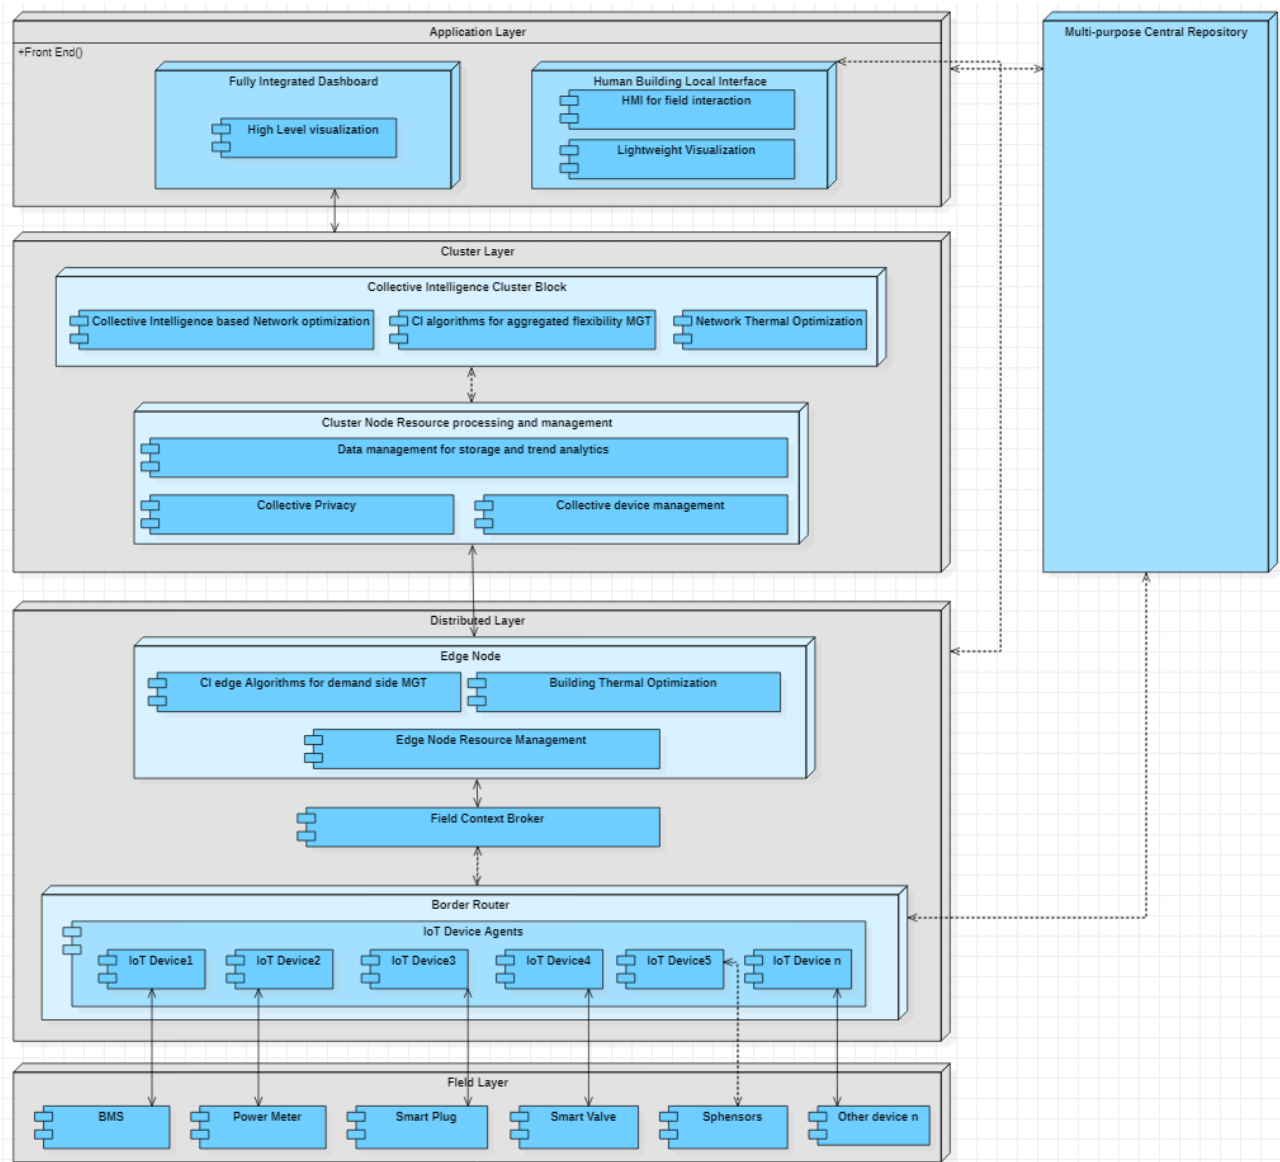 Application Layer
Multi-purpose Central Repository
+Front End()
Fully Integrated Dashboard
Human Building Local Interface
HMI for field interaction
High Level visualization
Lightweight Visualization
Cluster Layer
Collective Intelligence Cluster Block
Collective Intelligence based Network optimization
CI algorithms for aggregated flexibility MGT
Network Thermal Optimization
Cluster Node Resource processing and management
Data management for storage and trend analytics
Collective Privacy
Collective device management
Distributed Layer
Edge Node
CI edge Algorithms for demand side MGT
Building Thermal Optimization
Edge Node Resource Management
Field Context Broker
Border Router
IoT Device Agents
IoT Device1
IoT Device2
IoT Device3
IoT Device4
IoT Device5
IoT Device n
Field Layer
BMS
Power Meter
Smart Plug
Smart Valve
Sphensors
Other device n